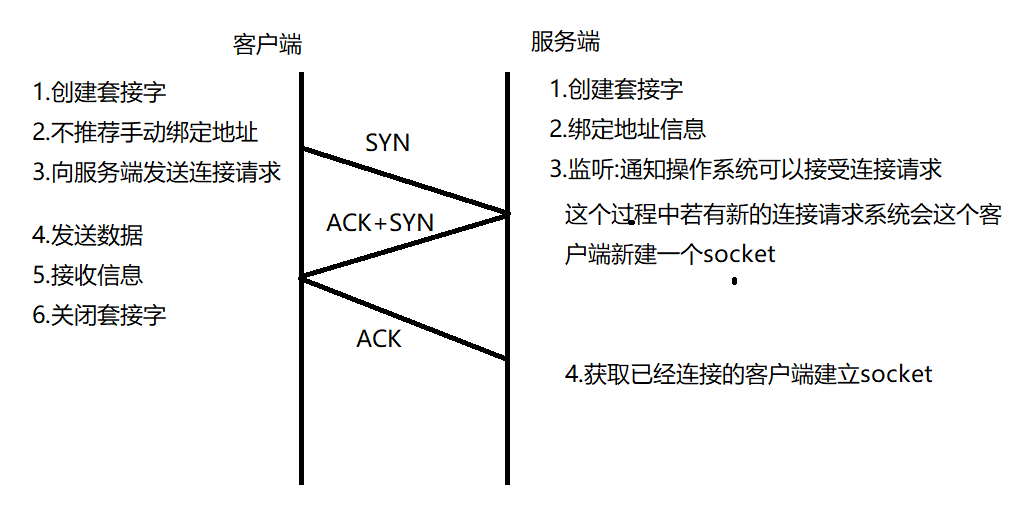 客户端
服务端
1.创建套接字
2.不推荐手动绑定地址
3.向服务端发送连接请求
4.发送数据
5.接收信息
6.关闭套接字
SYN
ACK+SYN
ACK
1.创建套接字
2.绑定地址信息
3.监听:通知操作系统可以接受连接请求
这个过程中若有新的连接请求系统会这个客
户端新建一个socket
4.获取已经连接的客户端建立socket